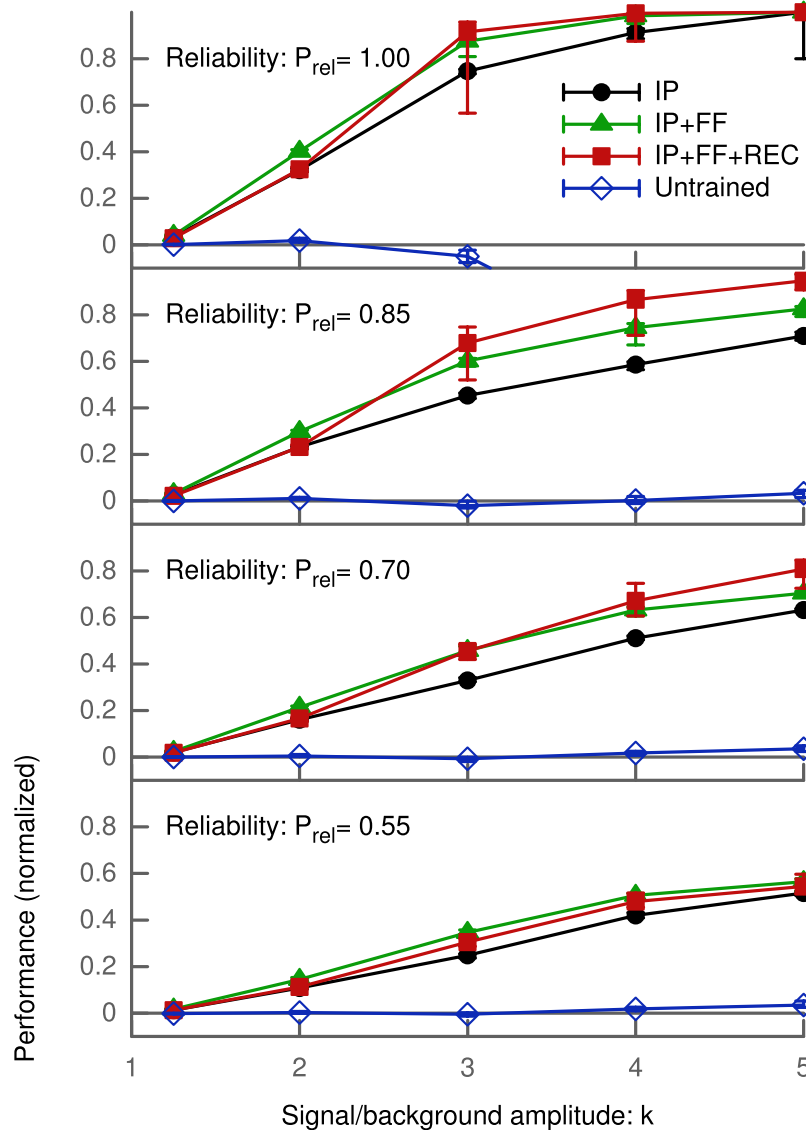 Reliability: Prel= 1.00
0.8
0.6
0.4
0.2
0
IP
IP+FF
IP+FF+REC
Untrained
Reliability: Prel= 0.85
0.8
0.6
0.4
0.2
0
Reliability: Prel= 0.70
0.8
0.6
0.4
0.2
0
Reliability: Prel= 0.55
0.8
0.6
0.4
0.2
0
Performance (normalized)
1 2 3 4 5
Signal/background amplitude: k